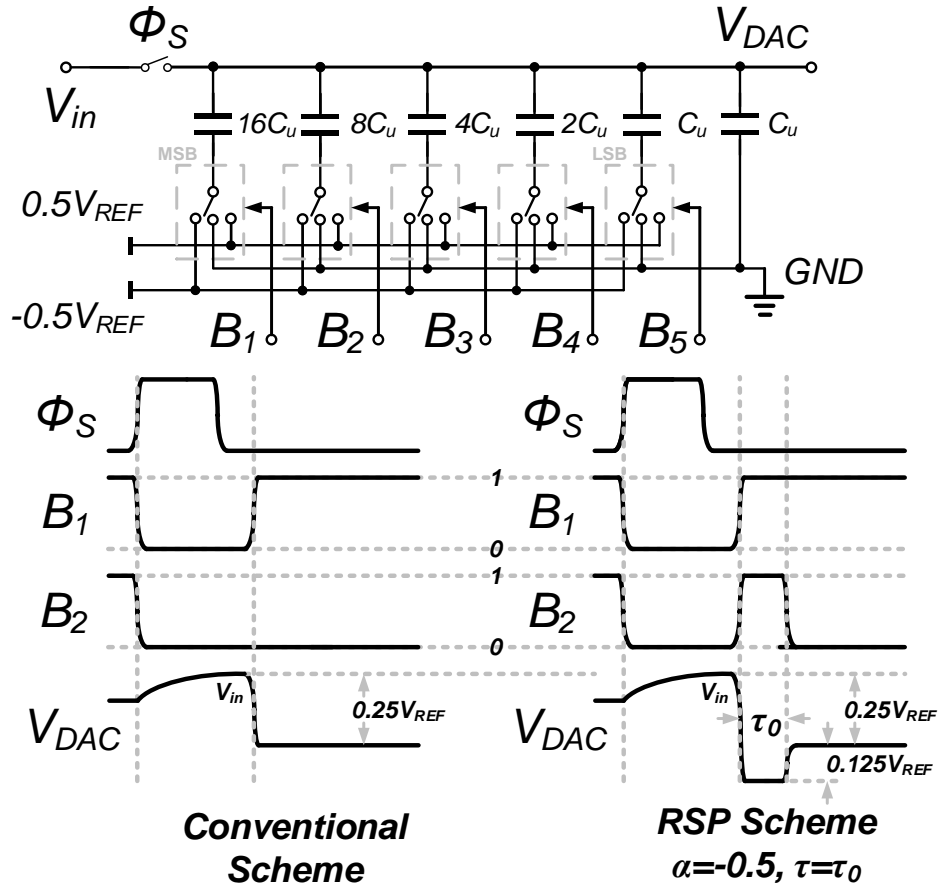 Φ_S
V_DAC
V_in
16C_u
8C_u
4C_u
2C_u
C_u
C_u
MSB
LSB
0.5V_REF
GND
-0.5V_REF
B_1
B_2
B_3
B_4
B_5
Φ_S
Φ_S
B_1
1
B_1
0
B_2
1
B_2
0
V_DAC
V_in
0.25V_REF
V_DAC
V_in
τ_0
0.25V_REF
0.125V_REF
Conventional
Scheme
RSP Scheme
α=-0.5, τ=τ_0